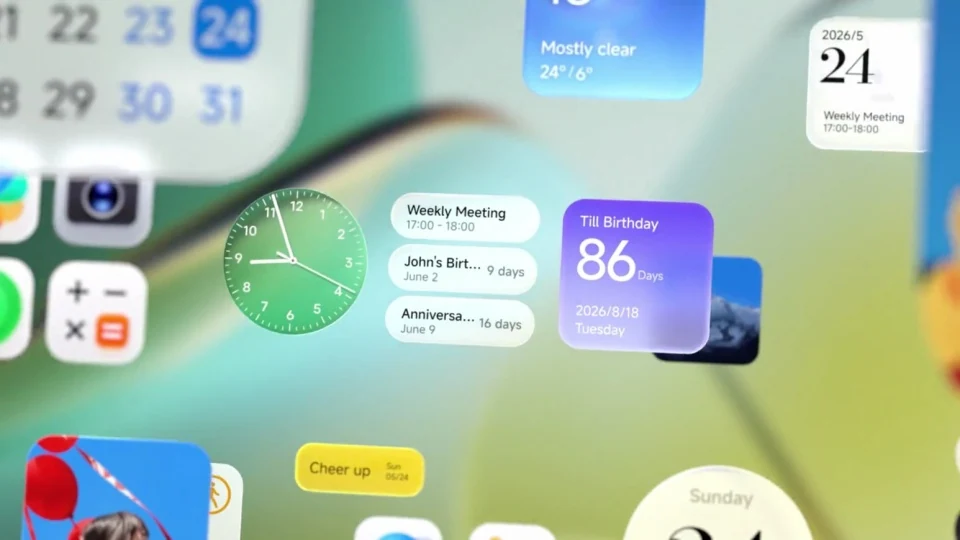 22 23 24
29 30 31
Mostly clear
24°/6°
2026/5
24
Weekly Meeting
17:00-18:00
12
1
2
3
4
5
6
7
8
9
10
11
Weekly Meeting
17:00 - 18:00
John's Birt... 9 days
June 2
Anniversa... 16 days
June 9
Till Birthday
86 Days
2026/8/18
Tuesday
Cheer up
Sun
05/24
Sunday